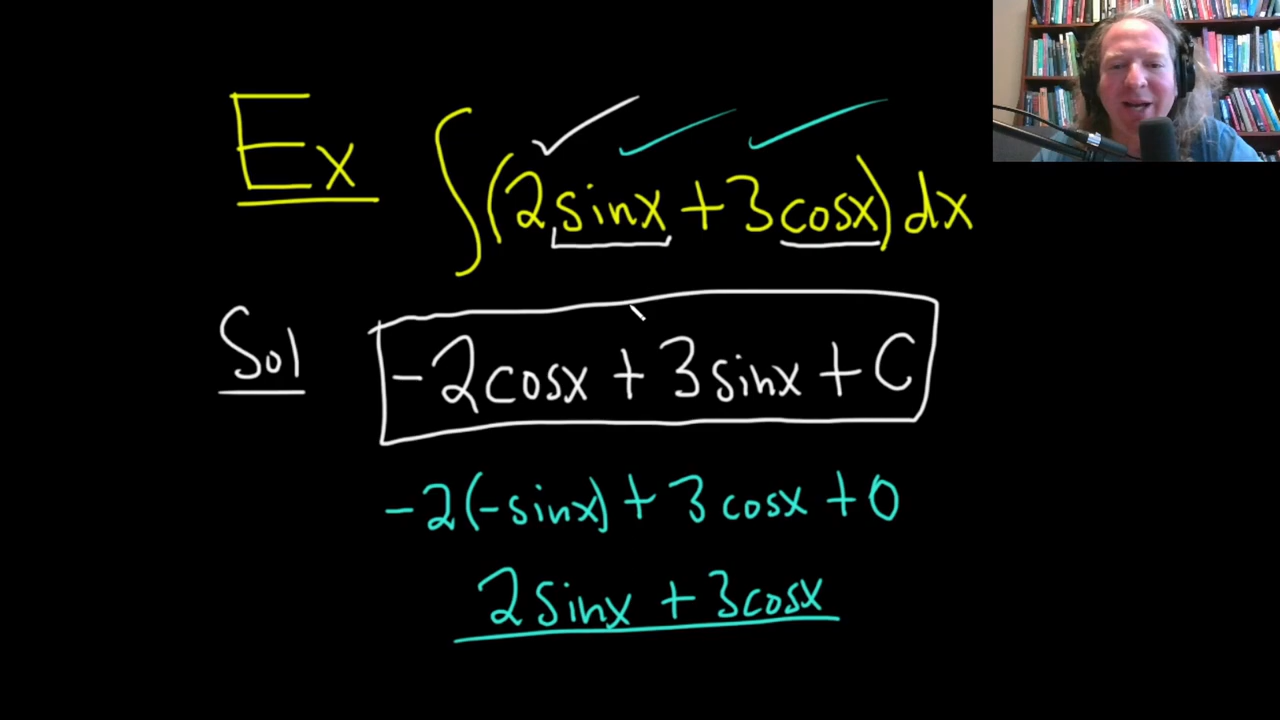 Ex ∫(2sinx + 3cosx)dx
Sol -2cosx + 3sinx + C
-2(-sinx) + 3cosx + 0
2sinx + 3cosx